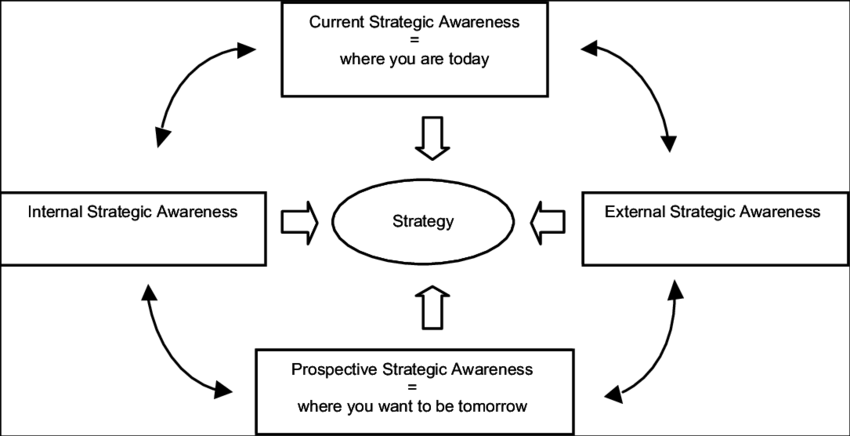 Current Strategic Awareness
=
where you are today
Internal Strategic Awareness
Strategy
External Strategic Awareness
Prospective Strategic Awareness
=
where you want to be tomorrow